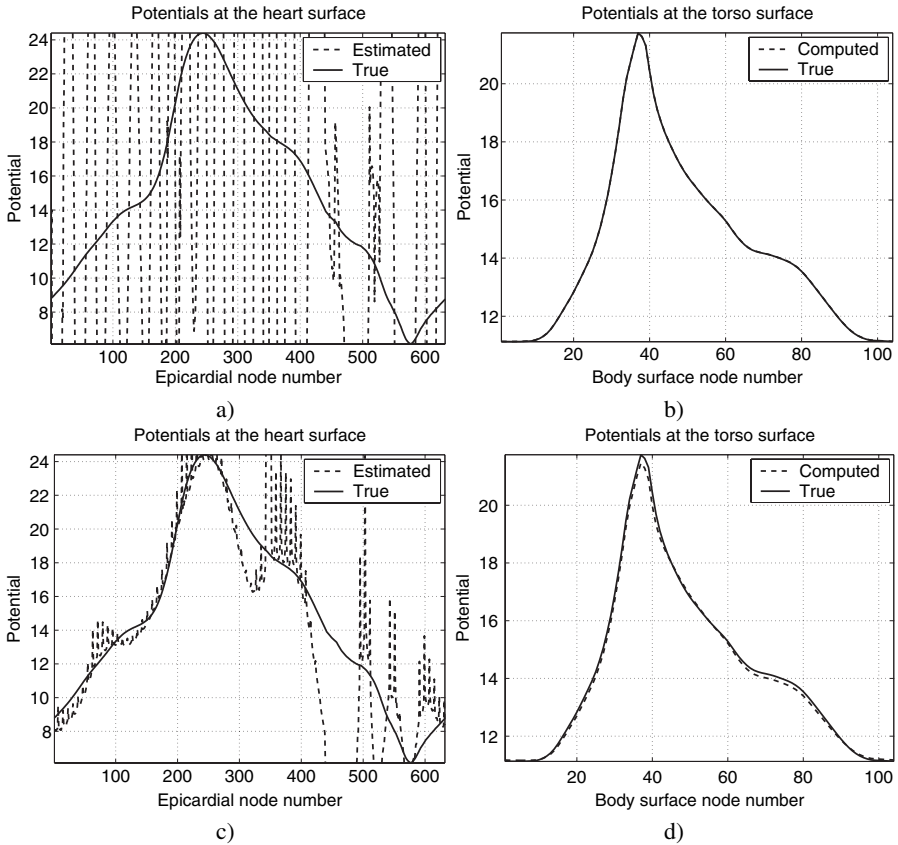 Potentials at the heart surface
24
22
20
18
16
14
12
10
8
Potential
Estimated
True
100 200 300 400 500 600
Epicardial node number
a)
Potentials at the torso surface
20
18
16
14
12
Potential
Computed
True
20 40 60 80 100
Body surface node number
b)
Potentials at the heart surface
24
22
20
18
16
14
12
10
8
Potential
Estimated
True
100 200 300 400 500 600
Epicardial node number
c)
Potentials at the torso surface
20
18
16
14
12
Potential
Computed
True
20 40 60 80 100
Body surface node number
d)